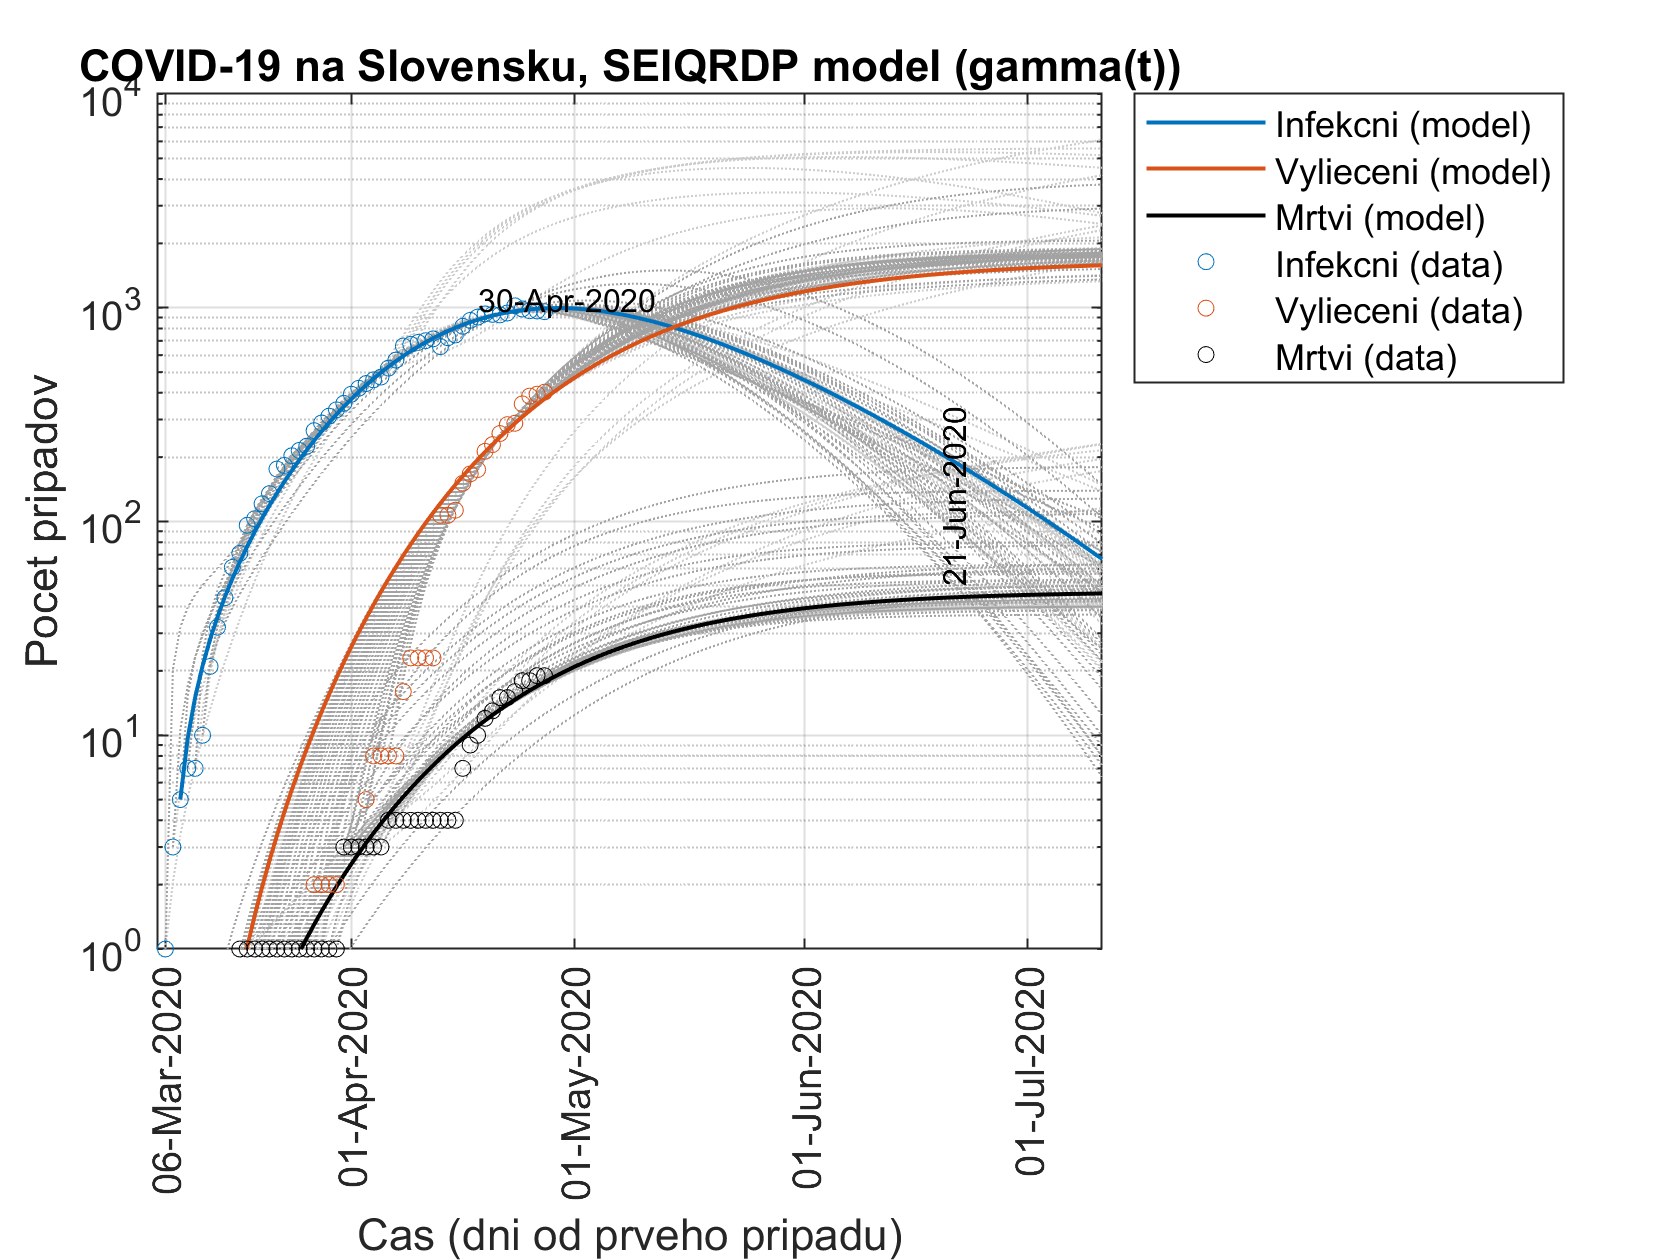 COVID-19 na Slovensku, SEIQRDP model (gamma(t))
10^4
10^3
10^2
10^1
10^0
Pocet pripadov
30-Apr-2020
21-Jun-2020
06-Mar-2020
01-Apr-2020
01-May-2020
01-Jun-2020
01-Jul-2020
Cas (dni od prveho pripadu)
Infekcni (model)
Vylieceni (model)
Mrtvi (model)
Infekcni (data)
Vylieceni (data)
Mrtvi (data)